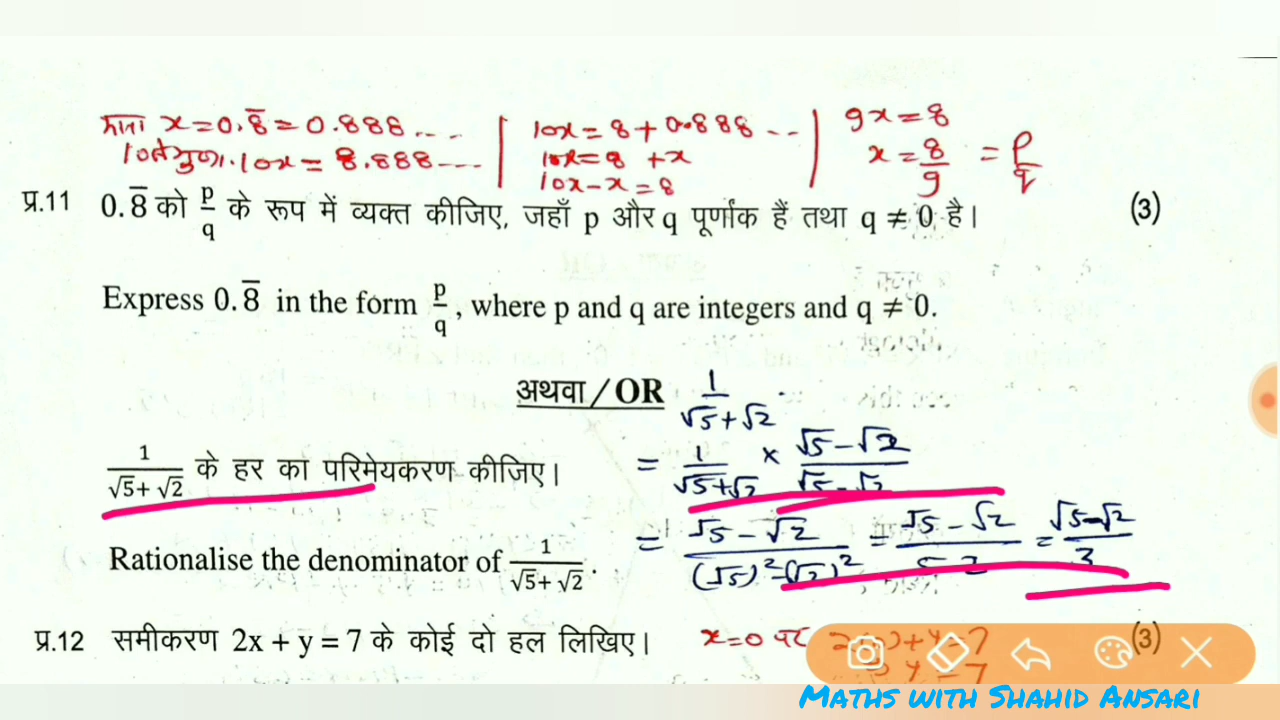 माना x = 0.8̅ = 0.888....
10x = 8.888....
10x = 8 + 0.888...
10x = 8 + x
10x - x = 8
9x = 8
x = 8/9 = p/q
प्र.11 0.8̅ को p/q के रूप में व्यक्त कीजिए, जहाँ p और q पूर्णांक हैं तथा q ≠ 0 है। (3)
Express 0.8̅ in the form p/q, where p and q are integers and q ≠ 0.
अथवा / OR
1/(√5+ √2) के हर का परिमेयकरण कीजिए।
Rationalise the denominator of 1/(√5+ √2).
1/(√5+√2)
= 1/(√5+√2) × (√5-√2)/(√5-√2)
= (√5-√2)/((√5)²-(√2)²) = (√5-√2)/(5-2) = (√5-√2)/3
प्र.12 समीकरण 2x + y = 7 के कोई दो हल लिखिए। (3)
x=0
Maths with Shahid Ansari